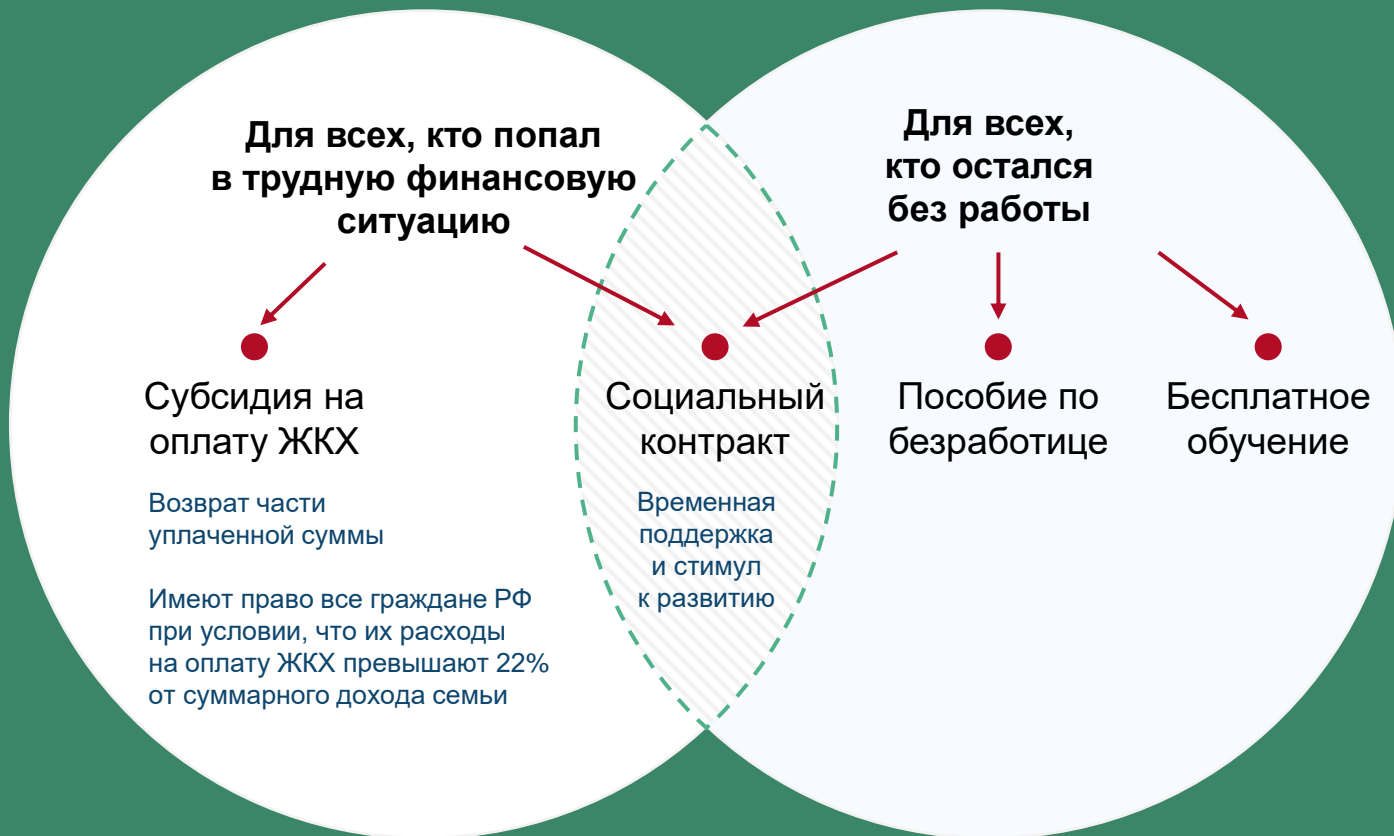 Для всех, кто попал
в трудную финансовую
ситуацию
Для всех,
кто остался
без работы
Субсидия на
оплату ЖКХ
Возврат части
уплаченной суммы
Имеют право все граждане РФ
при условии, что их расходы
на оплату ЖКХ превышают 22%
от суммарного дохода семьи
Социальный
контракт
Временная
поддержка
и стимул
к развитию
Пособие по
безработице
Бесплатное
обучение